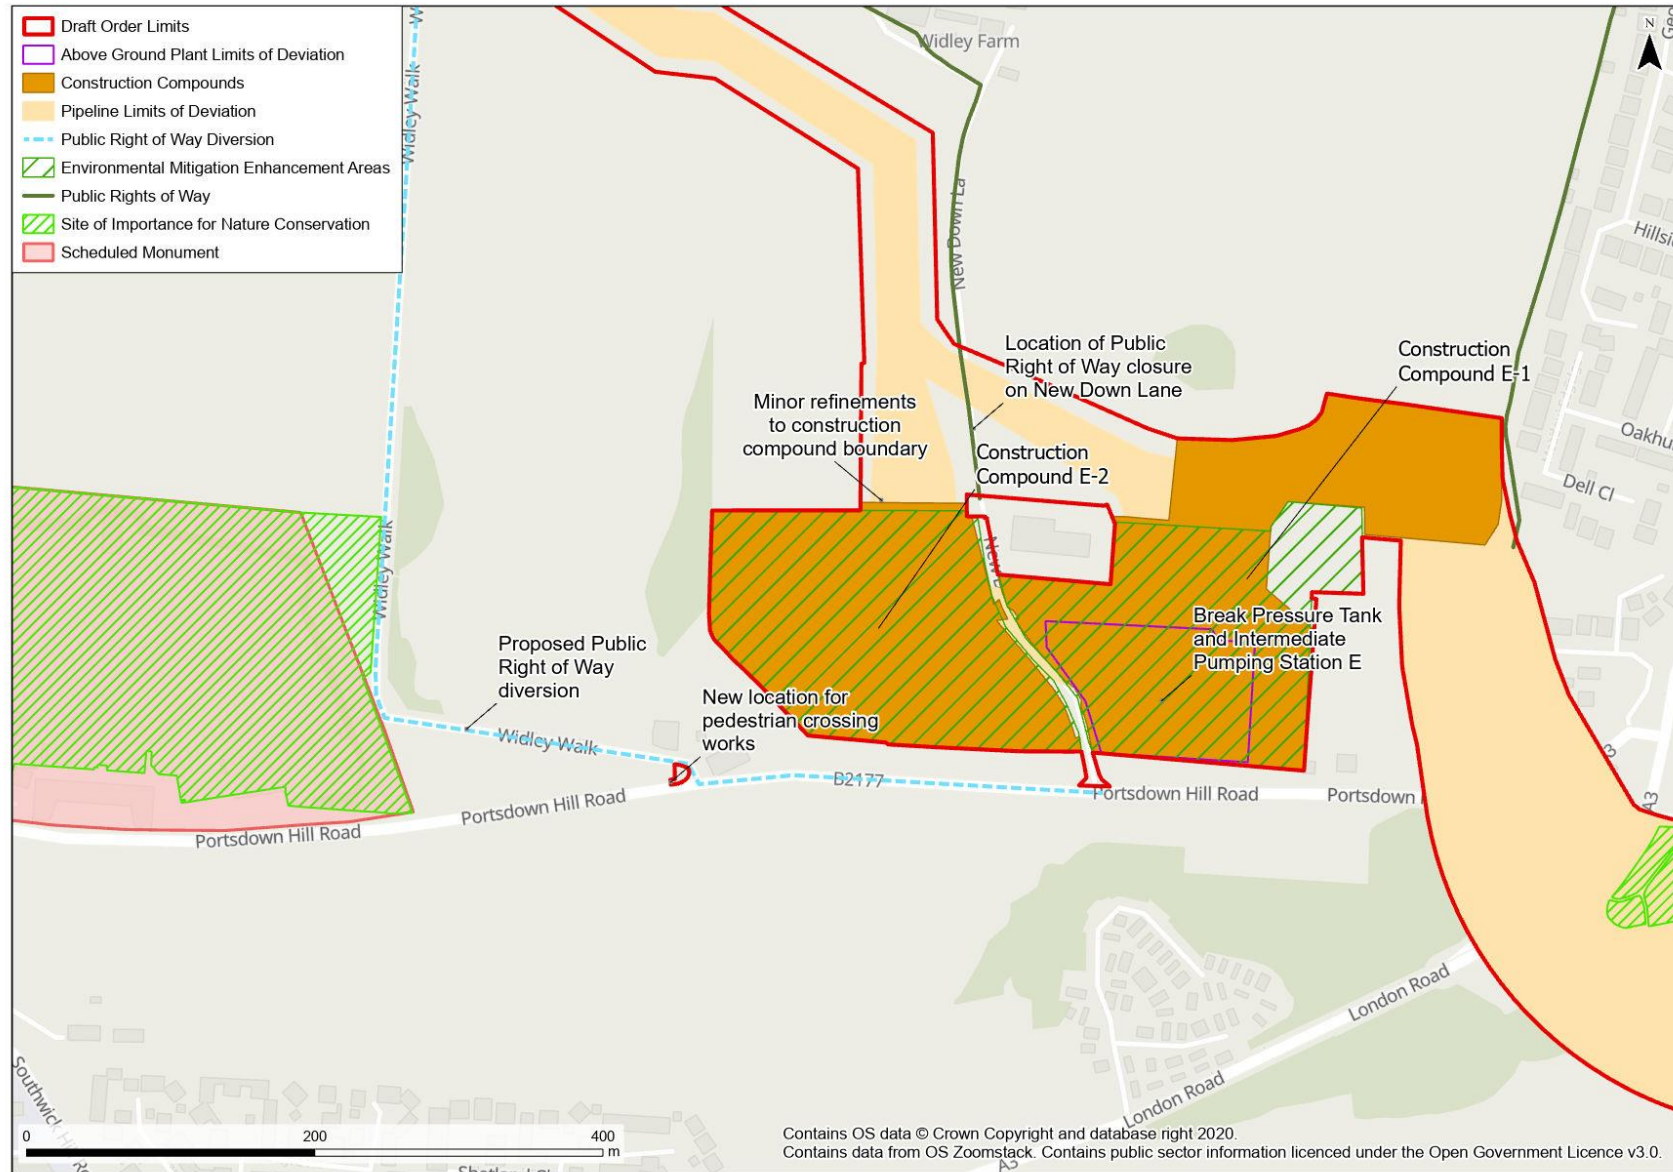 Draft Order Limits
Above Ground Plant Limits of Deviation
Construction Compounds
Pipeline Limits of Deviation
Public Right of Way Diversion
Environmental Mitigation Enhancement Areas
Public Rights of Way
Site of Importance for Nature Conservation
Scheduled Monument
Widley Walk
Widley Farm
N
New Down La
Hillsi
Location of Public
Right of Way closure
on New Down Lane
Construction
Compound E-1
Minor refinements
to construction
compound boundary
Construction
Compound E-2
Oakhu
Dell Cl
Widley Walk
Break Pressure Tank
and Intermediate
Pumping Station E
Proposed Public
Right of Way
diversion
New location for
pedestrian crossing
works
Widley Walk
B2177
Portsdown Hill Road
Portsdown Hill Road
Portsdown Hill Road
Portsdown
A3
London Road
London Road
A3
Southwick Hi
0 200 400
m
Contains OS data © Crown Copyright and database right 2020.
Contains data from OS Zoomstack. Contains public sector information licenced under the Open Government Licence v3.0.